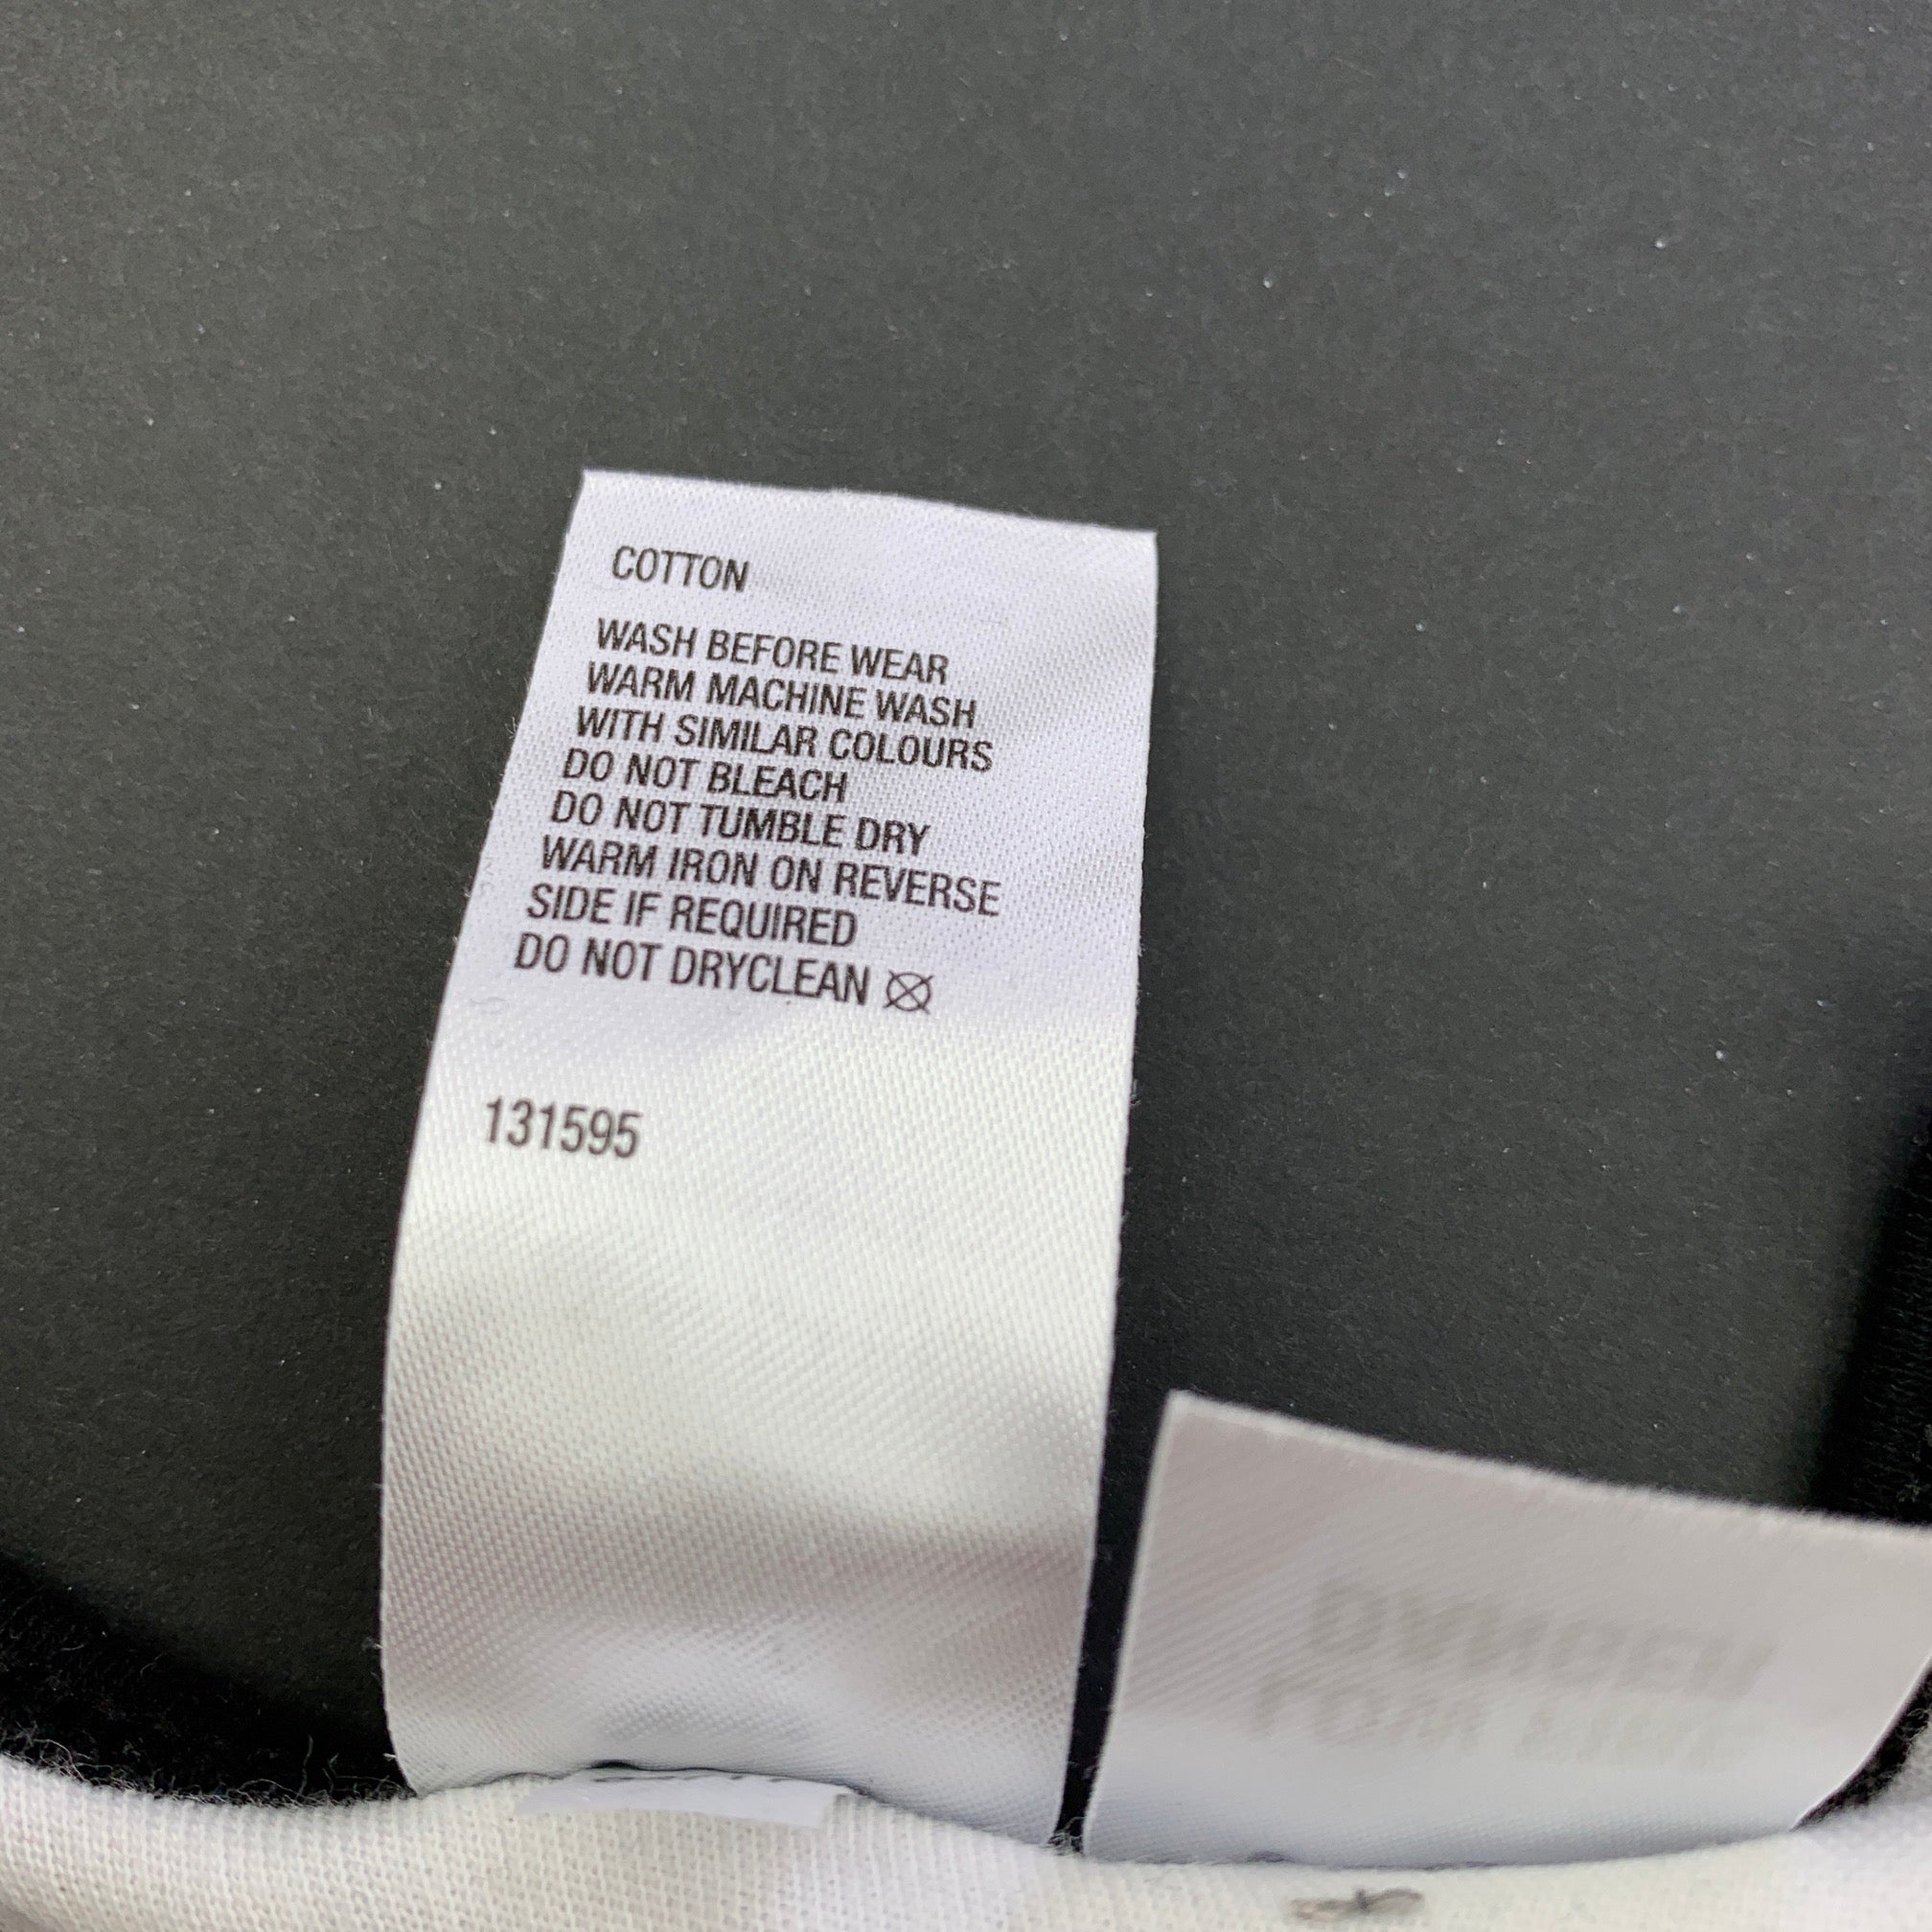 COTTON
WASH BEFORE WEAR
WARM MACHINE WASH
WITH SIMILAR COLOURS
DO NOT BLEACH
DO NOT TUMBLE DRY
WARM IRON ON REVERSE
SIDE IF REQUIRED
DO NOT DRYCLEAN
131595